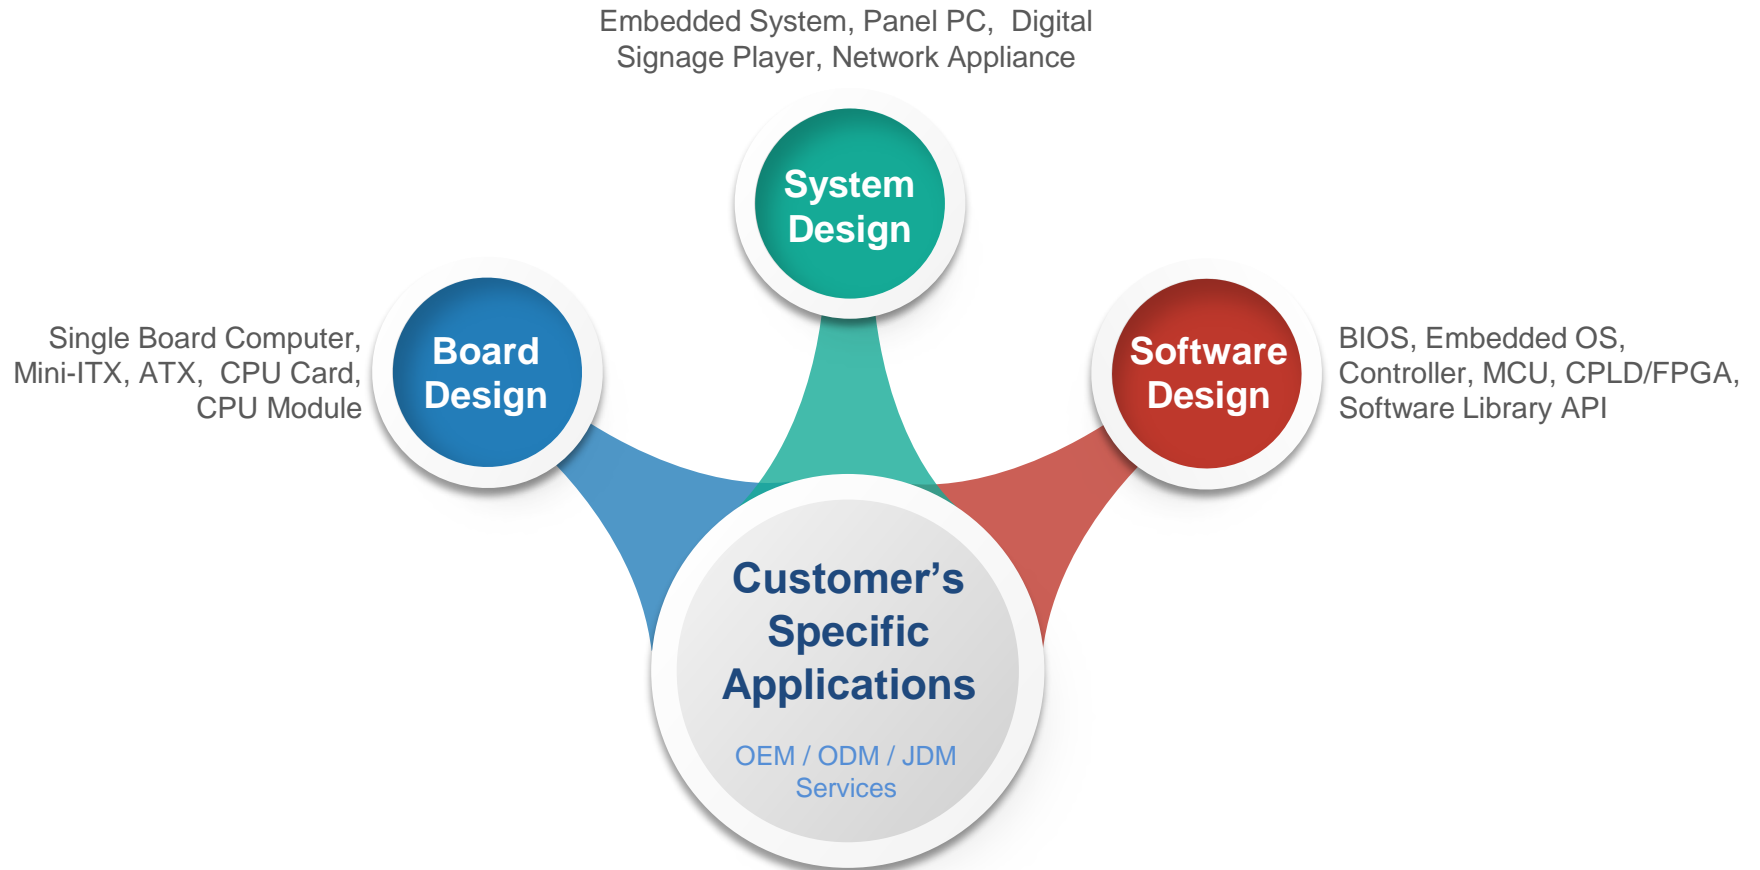 Embedded System, Panel PC, Digital
Signage Player, Network Appliance
System
Design
Single Board Computer,
Mini-ITX, ATX, CPU Card,
CPU Module
Board
Design
Software
Design
BIOS, Embedded OS,
Controller, MCU, CPLD/FPGA,
Software Library API
Customer’s
Specific
Applications
OEM / ODM / JDM
Services